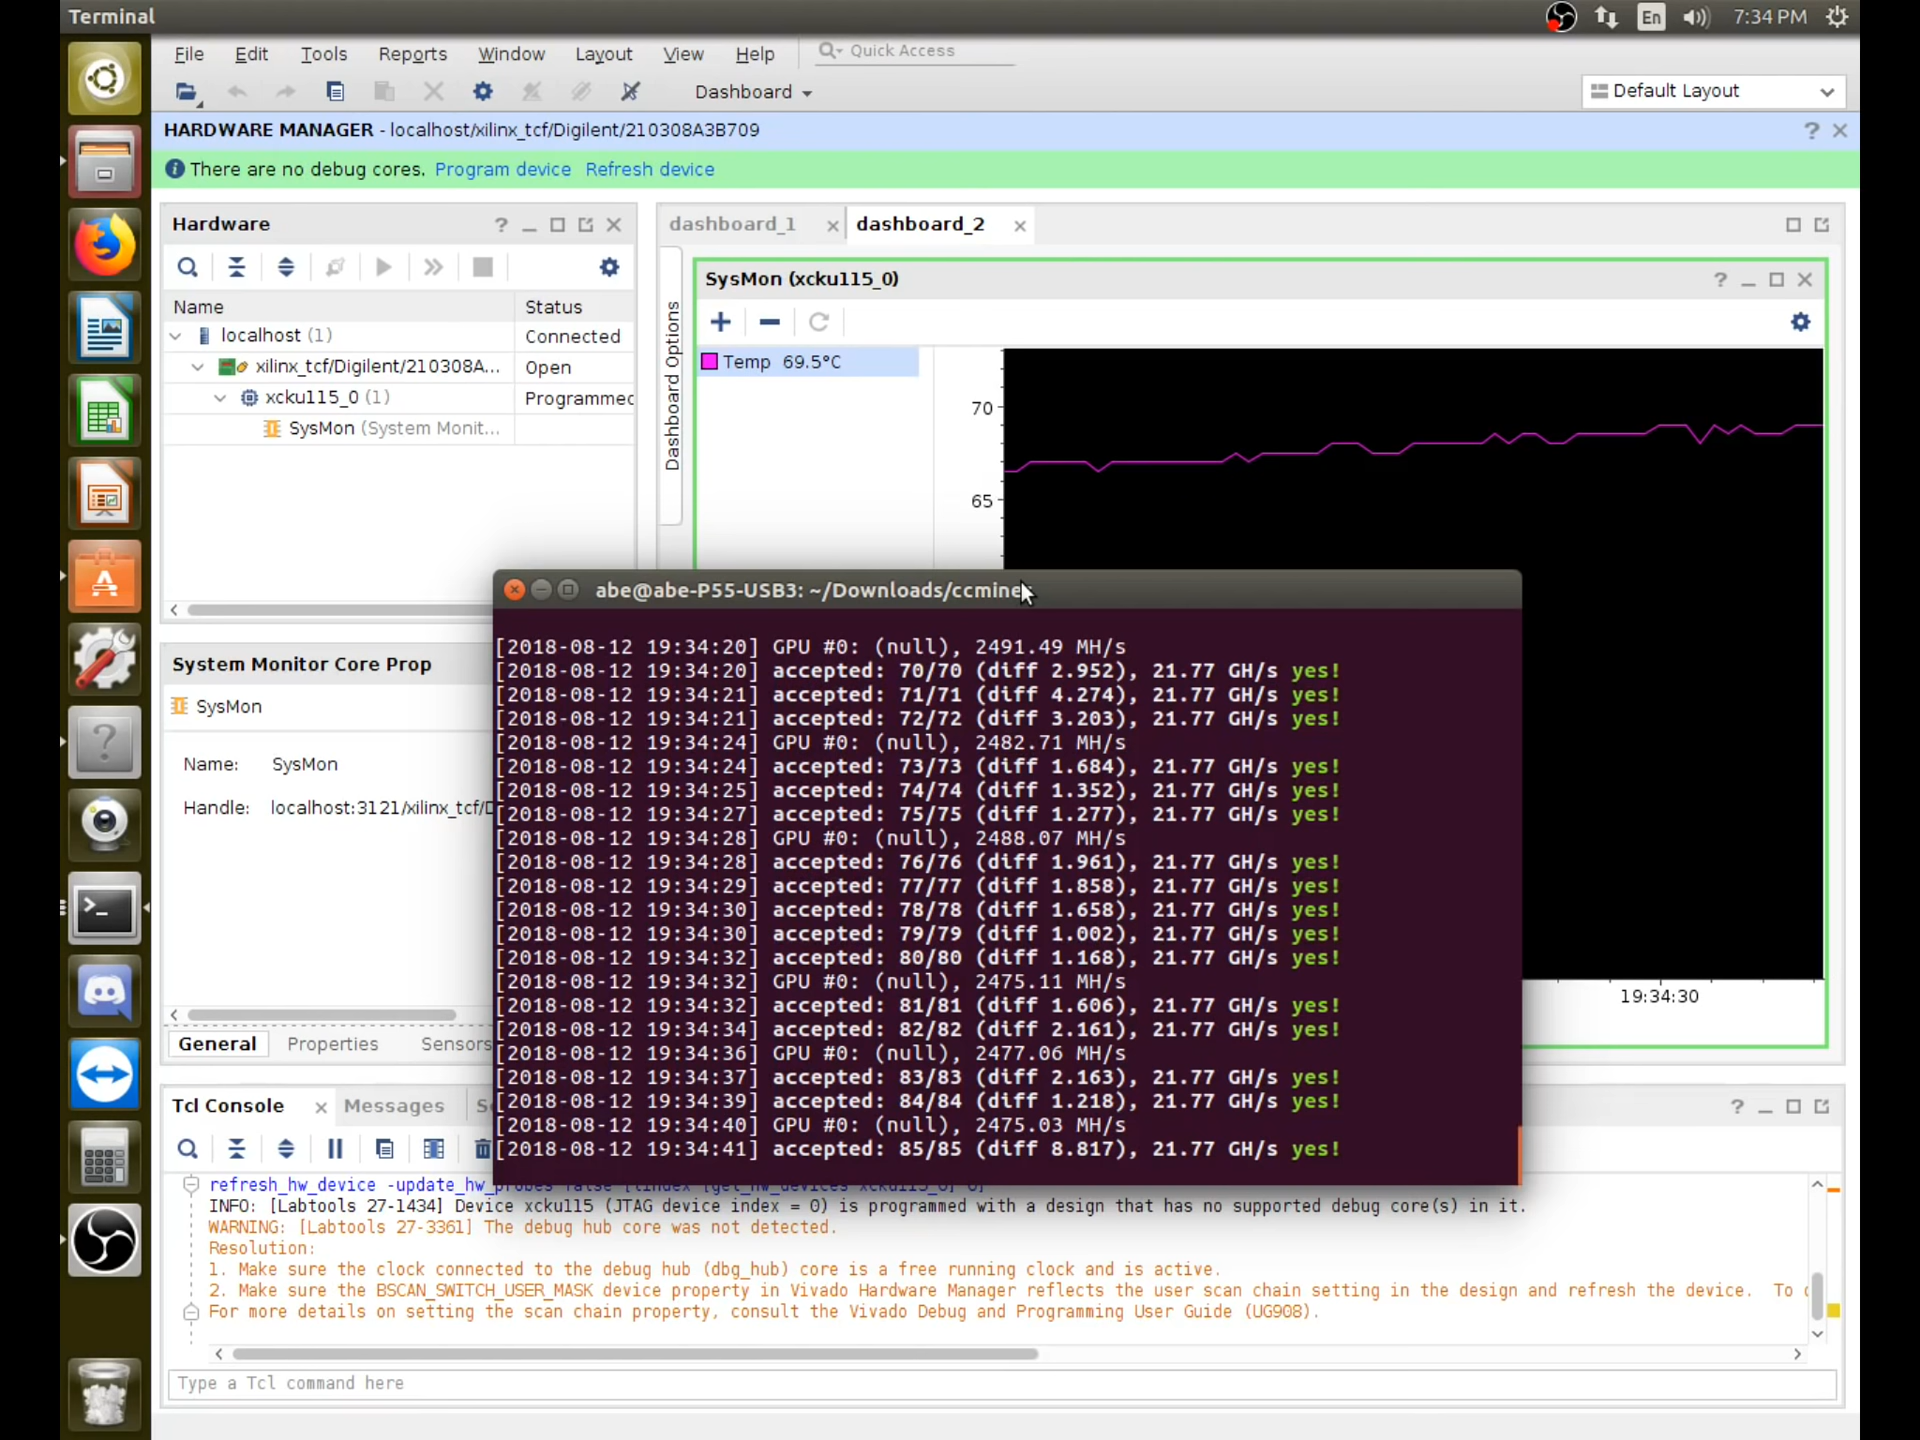 Terminal
En
7:34 PM
File Edit Tools Reports Window Layout View Help Quick Access
Dashboard
Default Layout
HARDWARE MANAGER - localhost/xilinx_tcf/Digilent/210308A3B709
There are no debug cores. Program device Refresh device
Hardware
Name Status
localhost (1) Connected
xilinx_tcf/Digilent/210308A... Open
xcku115_0 (1) Programmed
SysMon (System Monit...
dashboard_1 dashboard_2
Dashboard Options
SysMon (xcku115_0)
Temp 69.5°C
70
65
19:34:30
System Monitor Core Prop
SysMon
Name: SysMon
Handle: localhost:3121/xilinx_tcf/D
General Properties Sensors
abe@abe-P55-USB3: ~/Downloads/ccmine
[2018-08-12 19:34:20] GPU #0: (null), 2491.49 MH/s
[2018-08-12 19:34:20] accepted: 70/70 (diff 2.952), 21.77 GH/s yes!
[2018-08-12 19:34:21] accepted: 71/71 (diff 4.274), 21.77 GH/s yes!
[2018-08-12 19:34:21] accepted: 72/72 (diff 3.203), 21.77 GH/s yes!
[2018-08-12 19:34:24] GPU #0: (null), 2482.71 MH/s
[2018-08-12 19:34:24] accepted: 73/73 (diff 1.684), 21.77 GH/s yes!
[2018-08-12 19:34:25] accepted: 74/74 (diff 1.352), 21.77 GH/s yes!
[2018-08-12 19:34:27] accepted: 75/75 (diff 1.277), 21.77 GH/s yes!
[2018-08-12 19:34:28] GPU #0: (null), 2488.07 MH/s
[2018-08-12 19:34:28] accepted: 76/76 (diff 1.961), 21.77 GH/s yes!
[2018-08-12 19:34:29] accepted: 77/77 (diff 1.858), 21.77 GH/s yes!
[2018-08-12 19:34:30] accepted: 78/78 (diff 1.658), 21.77 GH/s yes!
[2018-08-12 19:34:30] accepted: 79/79 (diff 1.002), 21.77 GH/s yes!
[2018-08-12 19:34:32] accepted: 80/80 (diff 1.168), 21.77 GH/s yes!
[2018-08-12 19:34:32] GPU #0: (null), 2475.11 MH/s
[2018-08-12 19:34:32] accepted: 81/81 (diff 1.606), 21.77 GH/s yes!
[2018-08-12 19:34:34] accepted: 82/82 (diff 2.161), 21.77 GH/s yes!
[2018-08-12 19:34:36] GPU #0: (null), 2477.06 MH/s
[2018-08-12 19:34:37] accepted: 83/83 (diff 2.163), 21.77 GH/s yes!
[2018-08-12 19:34:39] accepted: 84/84 (diff 1.218), 21.77 GH/s yes!
[2018-08-12 19:34:40] GPU #0: (null), 2475.03 MH/s
[2018-08-12 19:34:41] accepted: 85/85 (diff 8.817), 21.77 GH/s yes!
Tcl Console Messages
refresh_hw_device -update_hw_probes false [lindex [get_hw_devices xcku115_0] 0]
INFO: [Labtools 27-1434] Device xcku115 (JTAG device index = 0) is programmed with a design that has no supported debug core(s) in it.
WARNING: [Labtools 27-3361] The debug hub core was not detected.
Resolution:
1. Make sure the clock connected to the debug hub (dbg_hub) core is a free running clock and is active.
2. Make sure the BSCAN_SWITCH_USER_MASK device property in Vivado Hardware Manager reflects the user scan chain setting in the design and refresh the device. To
For more details on setting the scan chain property, consult the Vivado Debug and Programming User Guide (UG908).
Type a Tcl command here